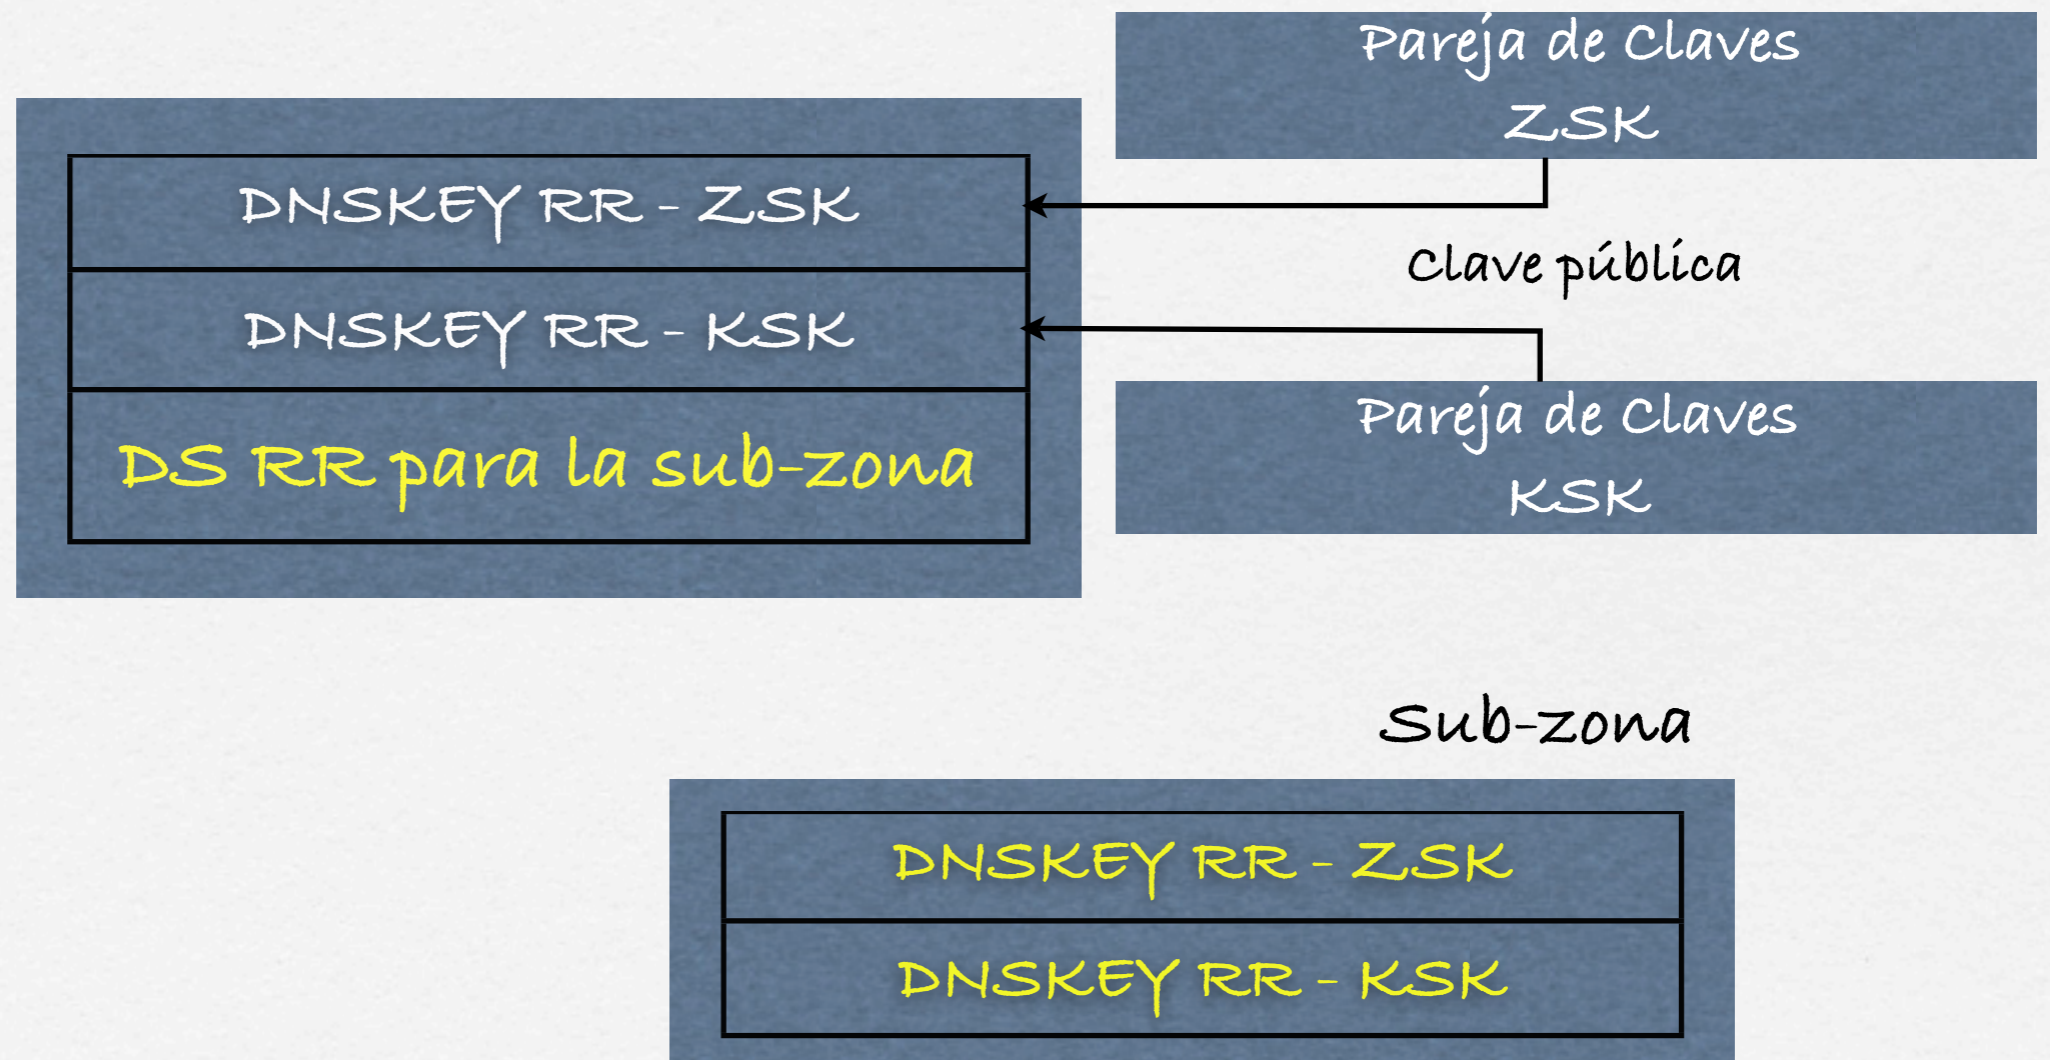 Pareja de Claves
ZSK
DNSKEY RR - ZSK
Clave pública
DNSKEY RR - KSK
Pareja de Claves
KSK
DS RR para la sub-zona
Sub-zona
DNSKEY RR - ZSK
DNSKEY RR - KSK